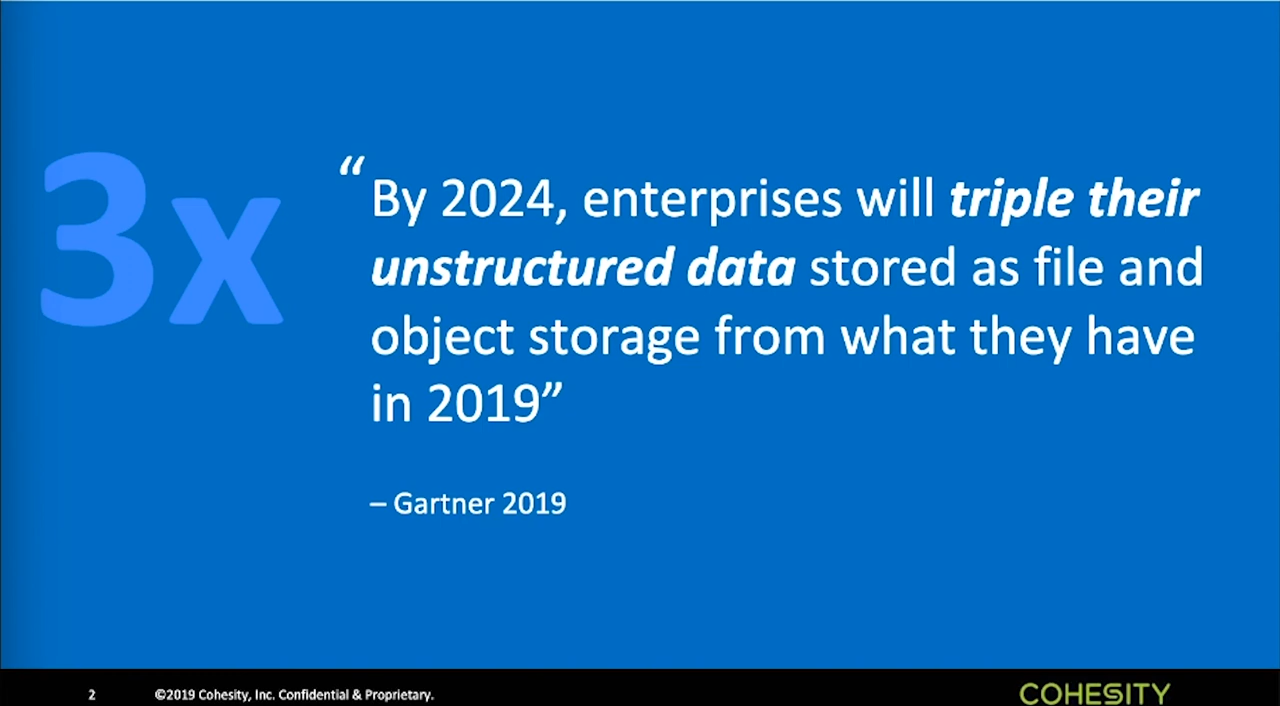 3x
“By 2024, enterprises will triple their
unstructured data stored as file and
object storage from what they have
in 2019”
– Gartner 2019
2 ©2019 Cohesity, Inc. Confidential & Proprietary.
COHESITY